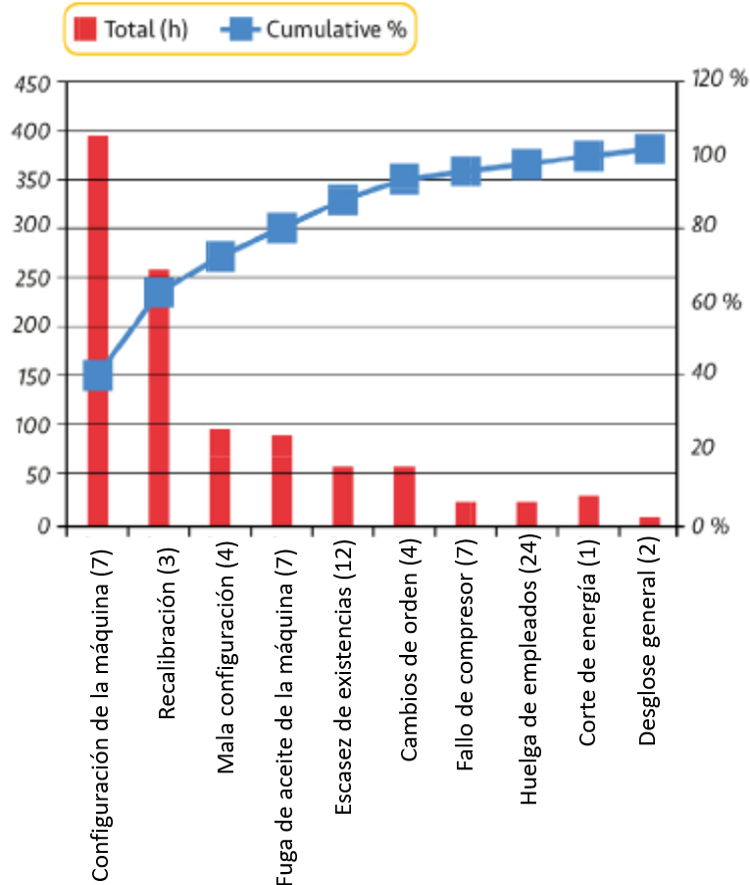 Total (h) Cumulative %
450
400
350
300
250
200
150
100
50
0
120 %
100
80
60 %
40
20
0 %
Configuración de la máquina (7)
Recalibración (3)
Mala configuración (4)
Fuga de aceite de la máquina (7)
Escasez de existencias (12)
Cambios de orden (4)
Fallo de compresor (7)
Huelga de empleados (24)
Corte de energía (1)
Desglose general (2)